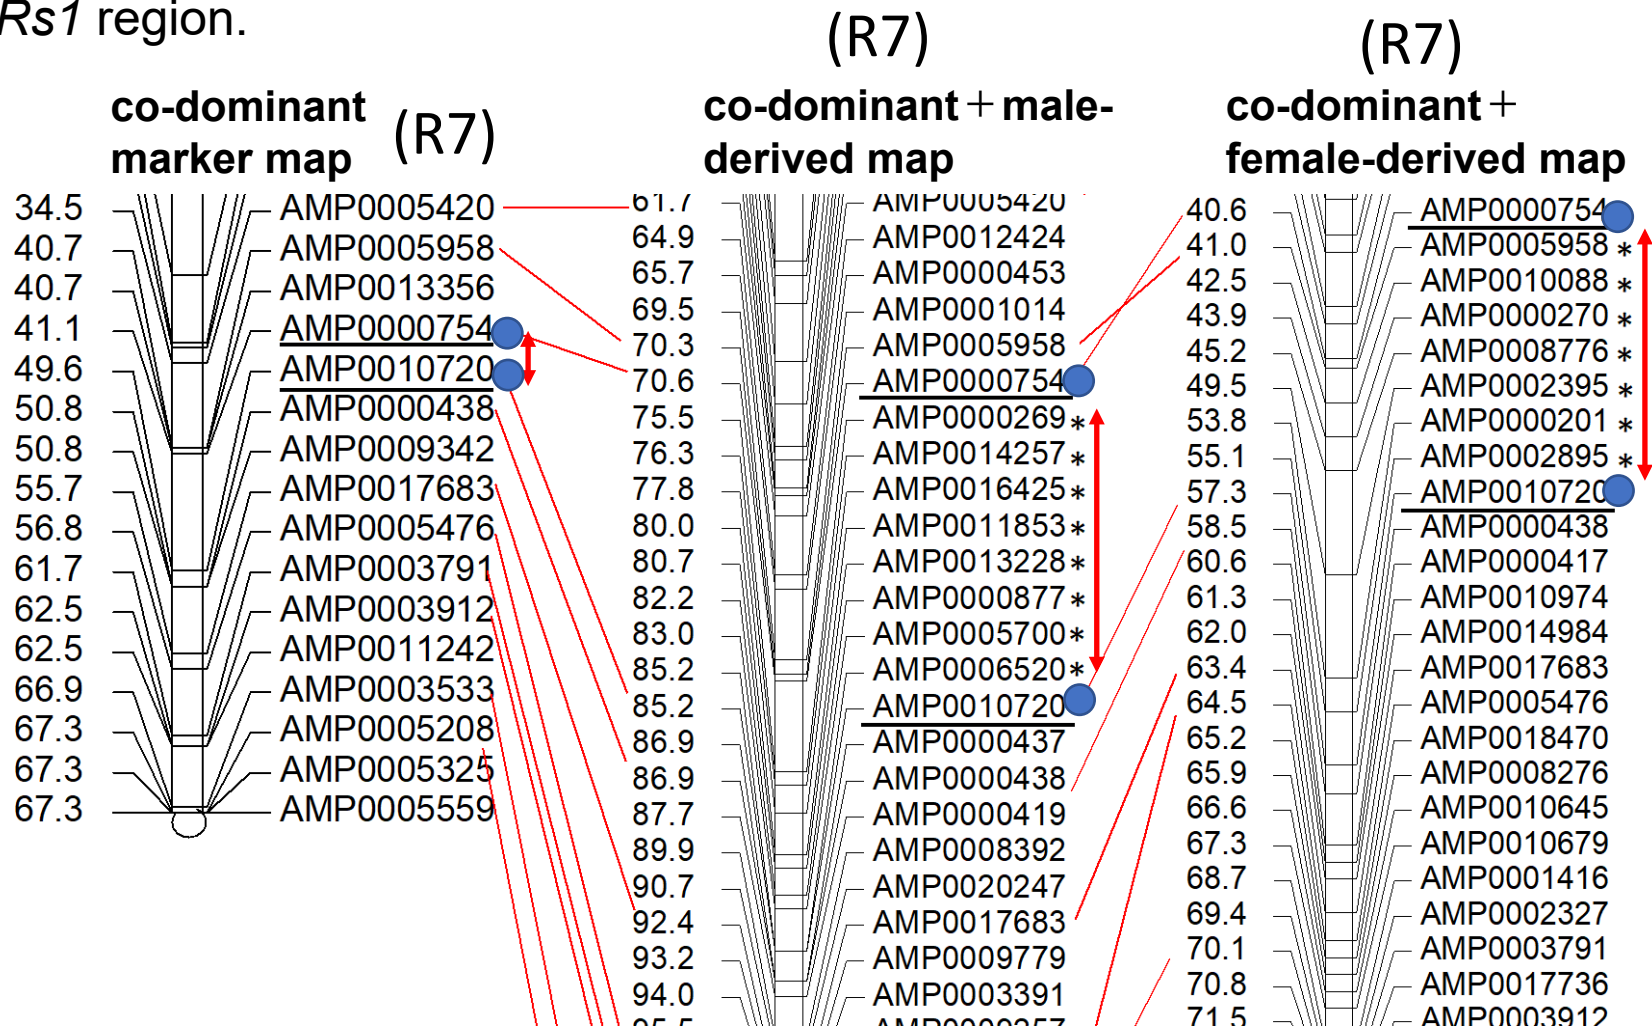 Rs1 region.
(R7)
(R7)
co-dominant
marker map (R7)
co-dominant+male-
derived map
co-dominant+
female-derived map
34.5 AMP0005420
40.7 AMP0005958
40.7 AMP0013356
41.1 AMP0000754
49.6 AMP0010720
50.8 AMP0000438
50.8 AMP0009342
55.7 AMP0017683
56.8 AMP0005476
61.7 AMP0003791
62.5 AMP0003912
62.5 AMP0011242
66.9 AMP0003533
67.3 AMP0005208
67.3 AMP0005325
67.3 AMP0005559
61.7 AMP0005420
64.9 AMP0012424
65.7 AMP0000453
69.5 AMP0001014
70.3 AMP0005958
70.6 AMP0000754
75.5 AMP0000269*
76.3 AMP0014257*
77.8 AMP0016425*
80.0 AMP0011853*
80.7 AMP0013228*
82.2 AMP0000877*
83.0 AMP0005700*
85.2 AMP0006520*
85.2 AMP0010720
86.9 AMP0000437
86.9 AMP0000438
87.7 AMP0000419
89.9 AMP0008392
90.7 AMP0020247
92.4 AMP0017683
93.2 AMP0009779
94.0 AMP0003391
40.6 AMP0000754
41.0 AMP0005958*
42.5 AMP0010088*
43.9 AMP0000270*
45.2 AMP0008776*
49.5 AMP0002395*
53.8 AMP0000201*
55.1 AMP0002895*
57.3 AMP0010720
58.5 AMP0000438
60.6 AMP0000417
61.3 AMP0010974
62.0 AMP0014984
63.4 AMP0017683
64.5 AMP0005476
65.2 AMP0018470
65.9 AMP0008276
66.6 AMP0010645
67.3 AMP0010679
68.7 AMP0001416
69.4 AMP0002327
70.1 AMP0003791
70.8 AMP0017736
71.5 AMP0003912